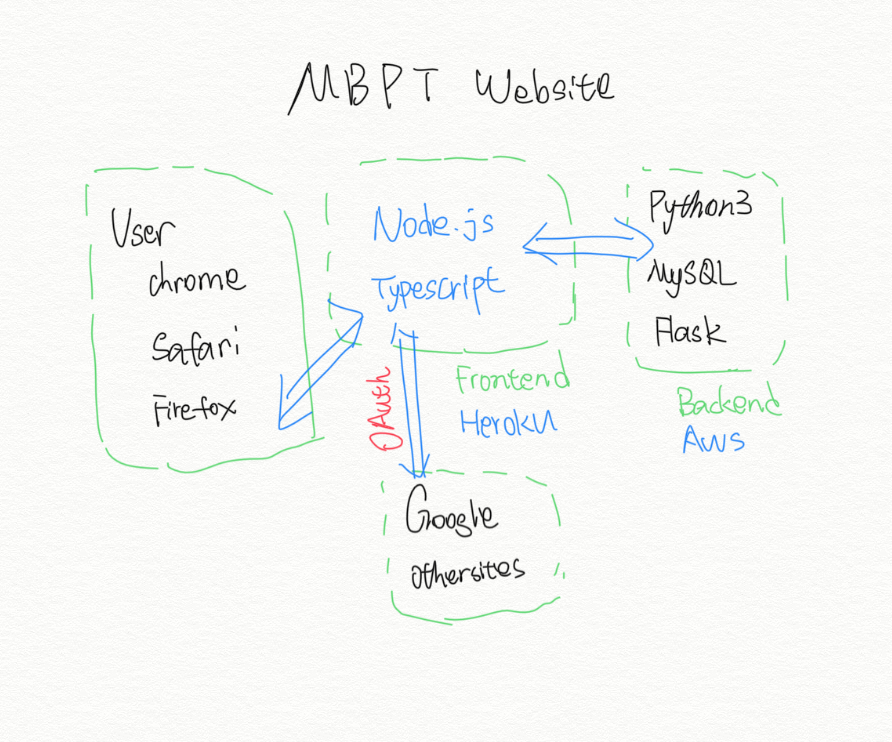 MBPT Website
User
chrome
Safari
Firefox
Node.js
Typescript
Frontend
Heroku
OAuth
Python3
MySQL
Flask
Backend
AWS
Google
othersites